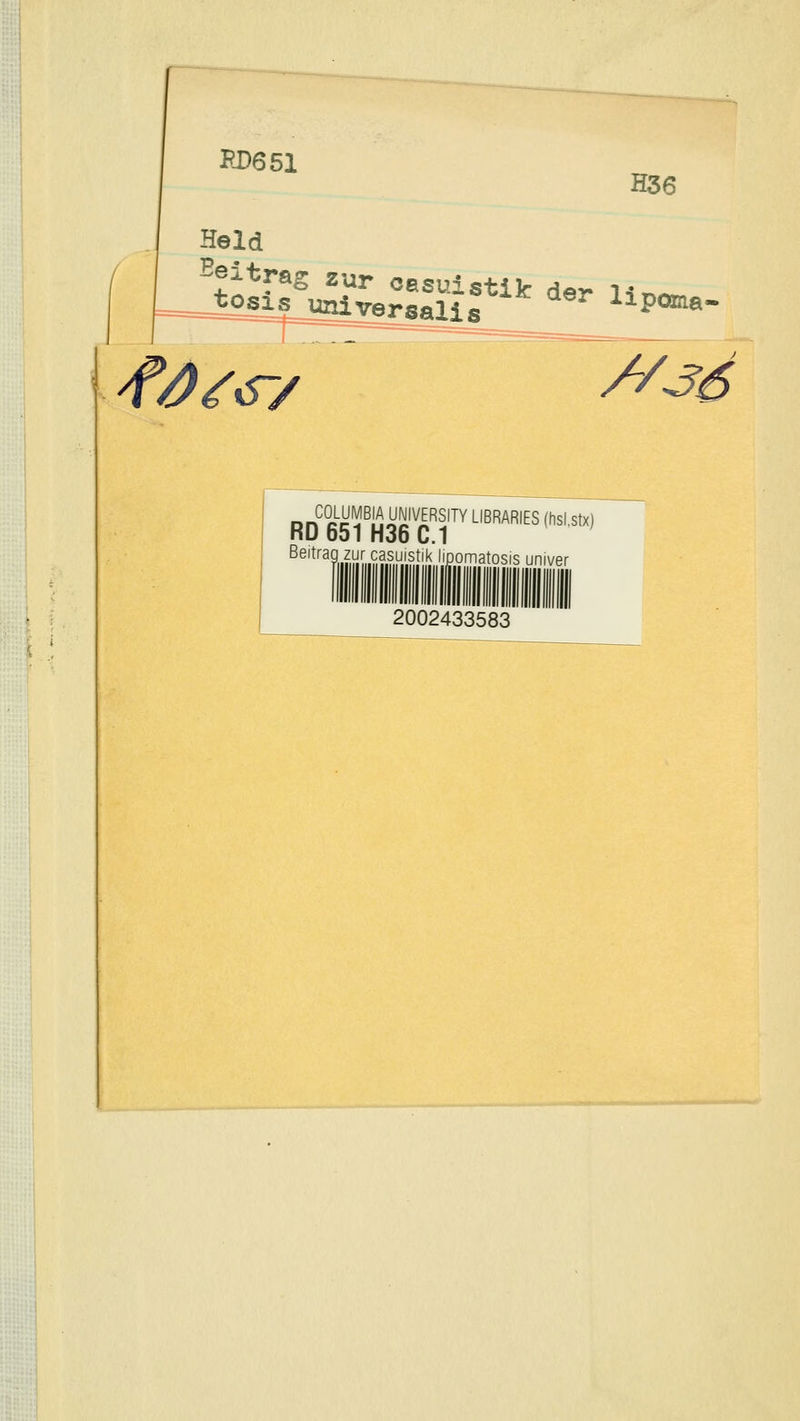 RD651 H36
Held
Beitrag zur casuistik der lipoma-
tosis universalis
RD651 H36
COLUMBIA UNIVERSITY LIBRARIES (hsl,stx)
RD 651 H36 C.1
Beitrag zur casuistik lipomatosis univer
2002433583